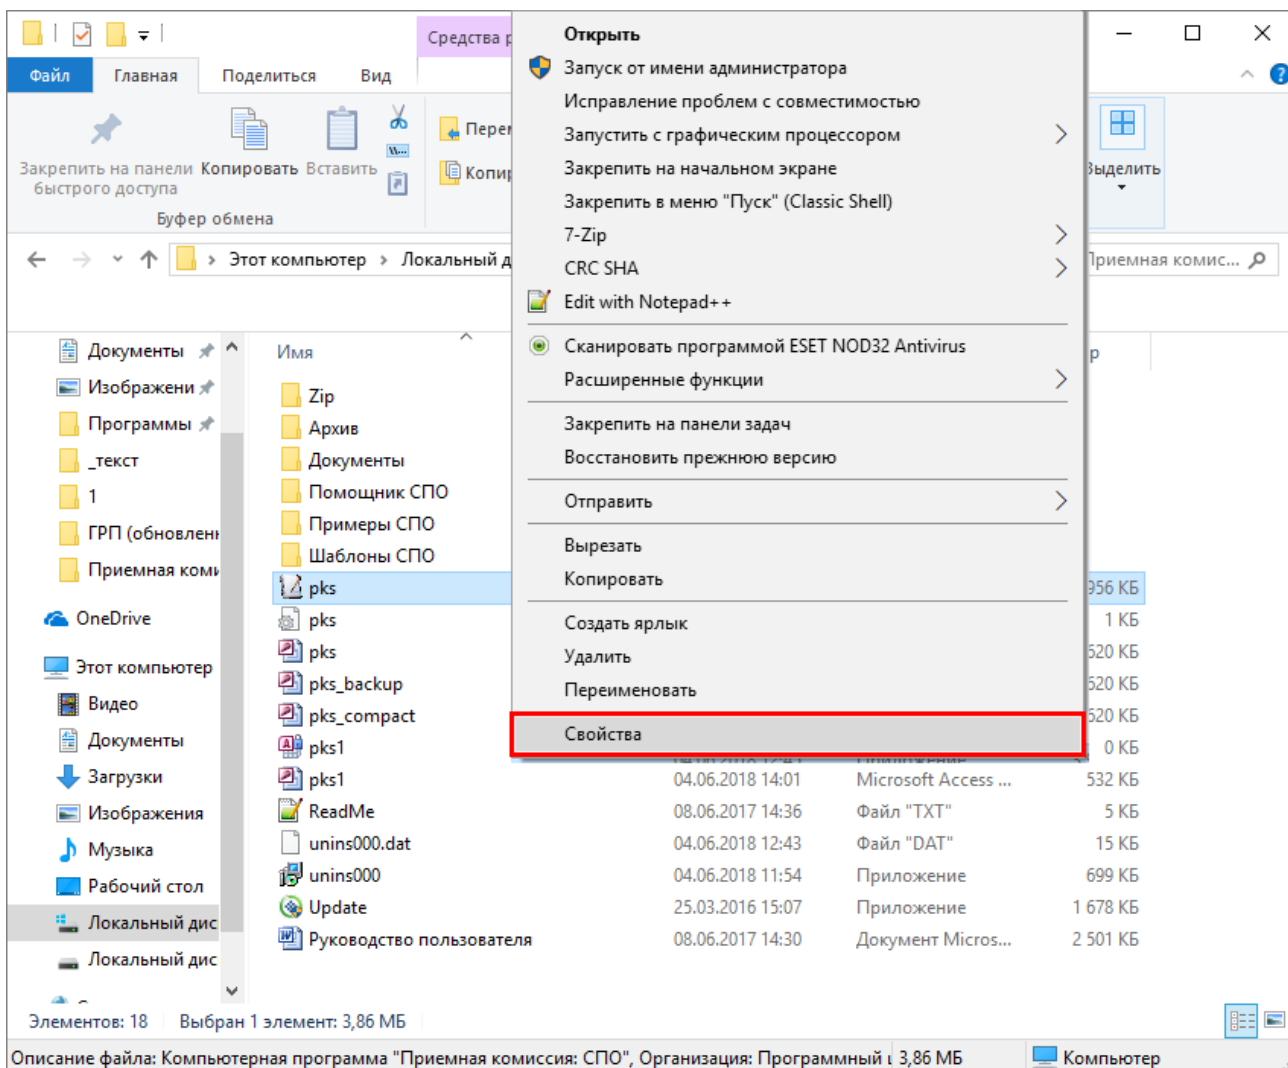 Средства р
Файл
Главная
Поделиться
Вид
Закрепить на панели быстрого доступа
Копировать
Вставить
Буфер обмена
Выделить
Этот компьютер
Локальный д
Приемная комис...
Открыть
Запуск от имени администратора
Исправление проблем с совместимостью
Запустить с графическим процессором
Закрепить на начальном экране
Закрепить в меню "Пуск" (Classic Shell)
7-Zip
CRC SHA
Edit with Notepad++
Сканировать программой ESET NOD32 Antivirus
Расширенные функции
Закрепить на панели задач
Восстановить прежнюю версию
Отправить
Вырезать
Копировать
Создать ярлык
Удалить
Переименовать
Свойства
Документы
Изображени
Программы
_текст
1
ГРП (обновлен
Приемная коми
OneDrive
Этот компьютер
Видео
Документы
Загрузки
Изображения
Музыка
Рабочий стол
Локальный дис
Локальный дис
Имя
р
Zip
Архив
Документы
Помощник СПО
Примеры СПО
Шаблоны СПО
pks 956 КБ
pks 1 КБ
pks 620 КБ
pks_backup 620 КБ
pks_compact 620 КБ
pks1 0 КБ
pks1 04.06.2018 14:01 Microsoft Access ... 532 КБ
ReadMe 08.06.2017 14:36 Файл "TXT" 5 КБ
unins000.dat 04.06.2018 12:43 Файл "DAT" 15 КБ
unins000 04.06.2018 11:54 Приложение 699 КБ
Update 25.03.2016 15:07 Приложение 1 678 КБ
Руководство пользователя 08.06.2017 14:30 Документ Micros... 2 501 КБ
Элементов: 18 Выбран 1 элемент: 3,86 МБ
Описание файла: Компьютерная программа "Приемная комиссия: СПО", Организация: Программный 3,86 МБ Компьютер